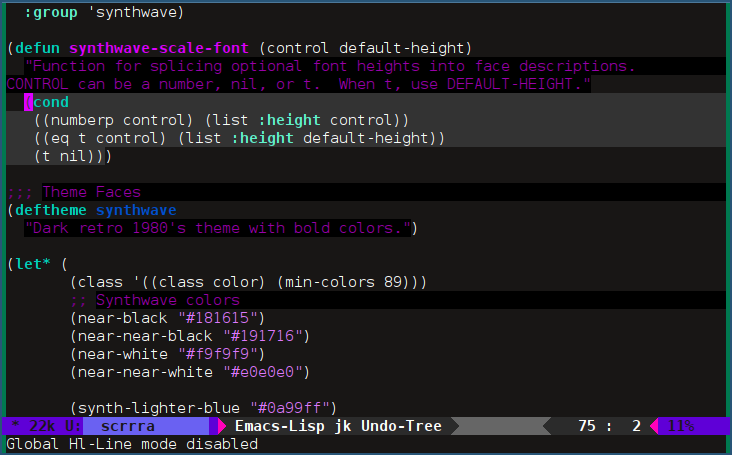 :group 'synthwave)
(defun synthwave-scale-font (control default-height)
"Function for splicing optional font heights into face descriptions.
CONTROL can be a number, nil, or t.  When t, use DEFAULT-HEIGHT."
(cond
((numberp control) (list :height control))
((eq t control) (list :height default-height))
(t nil)))
;;; Theme Faces
(deftheme synthwave
"Dark retro 1980's theme with bold colors.")
(let* (
(class '((class color) (min-colors 89)))
;; Synthwave colors
(near-black "#181615")
(near-near-black "#191716")
(near-white "#f9f9f9")
(near-near-white "#e0e0e0")
(synth-lighter-blue "#0a99ff")
* 22k U: scrrra Emacs-Lisp jk Undo-Tree 75 : 2 11%
Global Hl-Line mode disabled